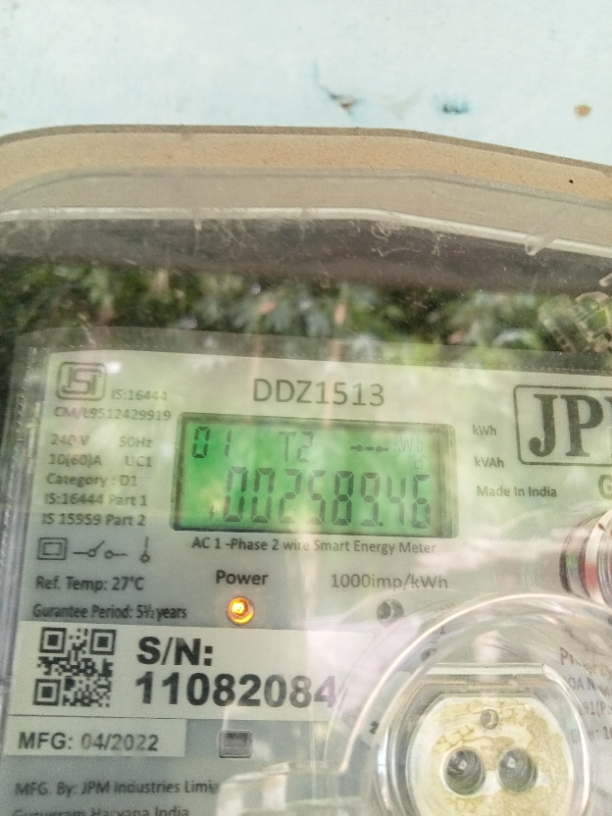 DDZ1513
IS:16444
CM/L9512429919
240 V 50Hz
10(60)A UC1
Category : D1
IS:16444 Part 1
IS 15959 Part 2
01 T2 kWh
002589.46
kWh
kVAh
Made in India
AC 1 -Phase 2 wire Smart Energy Meter
Ref. Temp: 27°C
Power
1000imp/kWh
Gurantee Period: 5½ years
S/N:
11082084
MFG: 04/2022
MFG. By: JPM Industries
Gurugram Haryana India